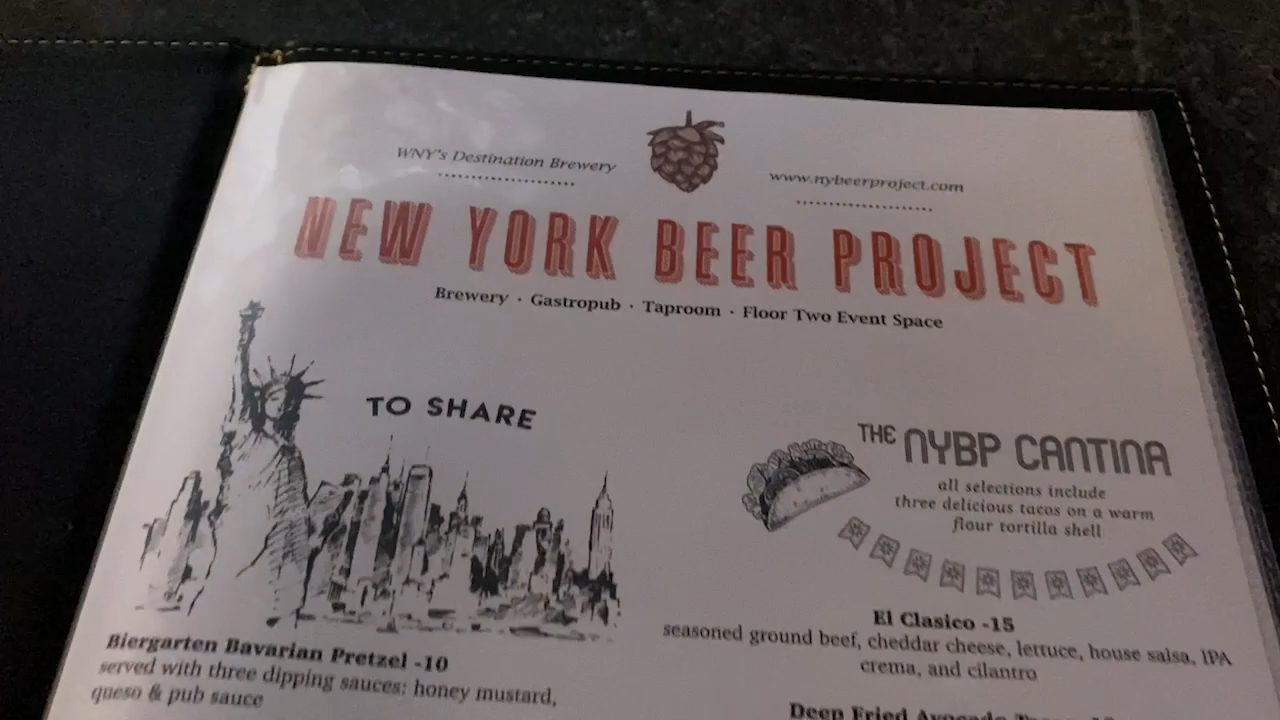 WNY's Destination Brewery
www.nybeerproject.com
NEW YORK BEER PROJECT
Brewery · Gastropub · Taproom · Floor Two Event Space
TO SHARE
Biergarten Bavarian Pretzel -10
served with three dipping sauces: honey mustard,
queso & pub sauce
THE NYBP CANTINA
all selections include
three delicious tacos on a warm
flour tortilla shell
El Clasico -15
seasoned ground beef, cheddar cheese, lettuce, house salsa, IPA
crema, and cilantro
Deep Fried Avocado